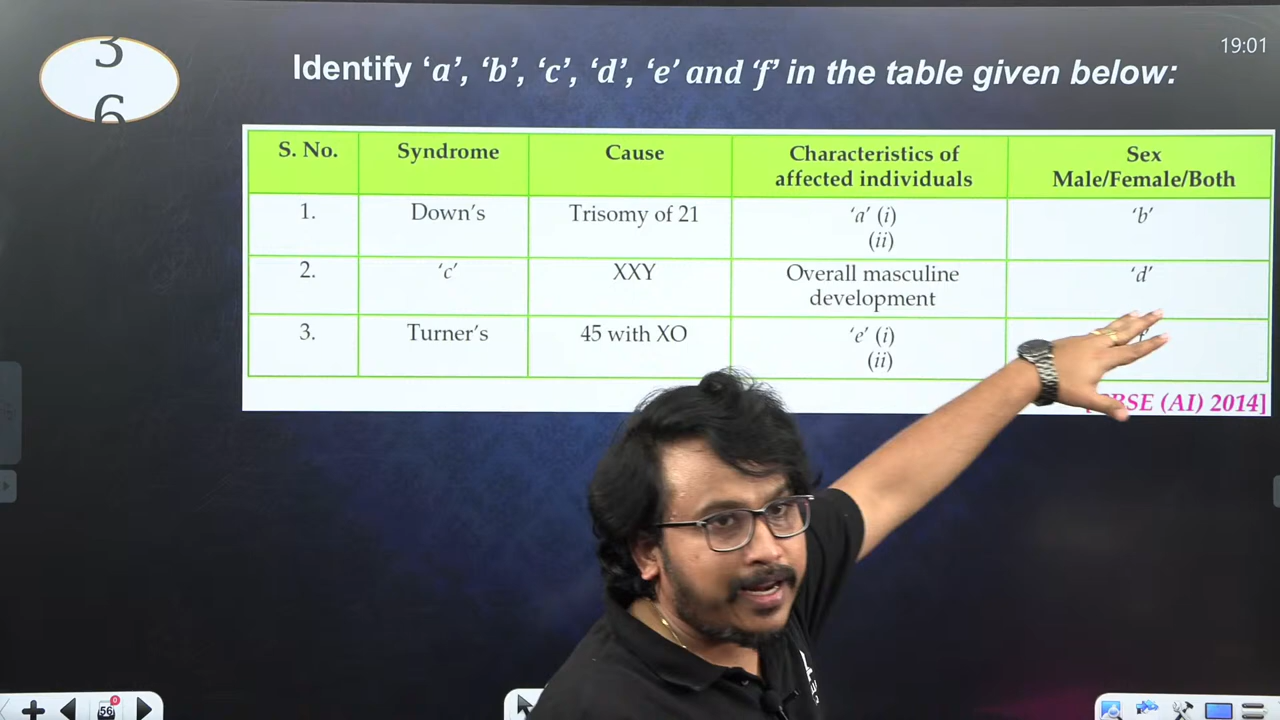 19:01
3
6
Identify ‘a’, ‘b’, ‘c’, ‘d’, ‘e’ and ‘f’ in the table given below:
S. No. Syndrome Cause Characteristics of affected individuals Sex Male/Female/Both
1. Down’s Trisomy of 21 ‘a’ (i) (ii) ‘b’
2. ‘c’ XXY Overall masculine development ‘d’
3. Turner’s 45 with XO ‘e’ (i) (ii)
(AI) 2014]
56
0